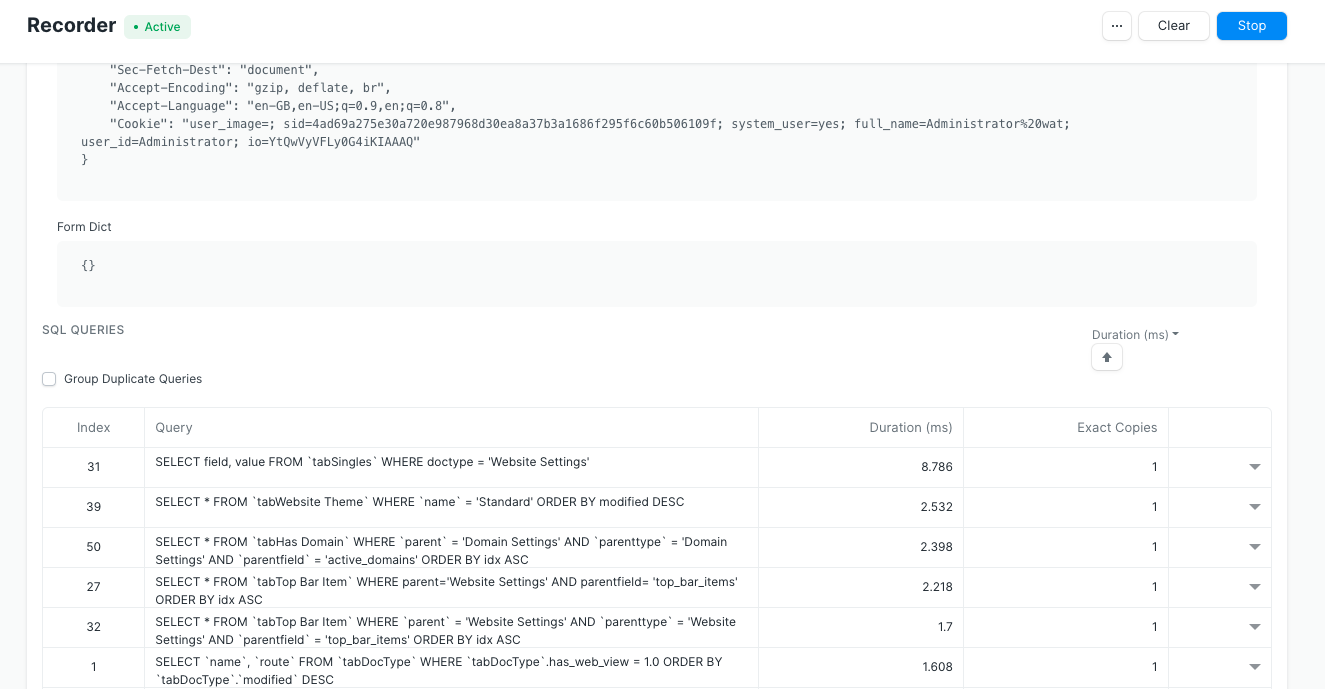 Recorder
Active
...
Clear
Stop
"Sec-Fetch-Dest": "document",
"Accept-Encoding": "gzip, deflate, br",
"Accept-Language": "en-GB,en-US;q=0.9,en;q=0.8",
"Cookie": "user_image=; sid=4ad69a275e30a720e987968d30ea8a37b3a1686f295f6c60b506109f; system_user=yes; full_name=Administrator%20wat;
user_id=Administrator; io=YtQwVyVFLy0G4iKIAAAQ"
}
Form Dict
{}
SQL QUERIES
Duration (ms)
Group Duplicate Queries
Index Query Duration (ms) Exact Copies
31 SELECT field, value FROM `tabSingles` WHERE doctype = 'Website Settings' 8.786 1
39 SELECT * FROM `tabWebsite Theme` WHERE `name` = 'Standard' ORDER BY modified DESC 2.532 1
50 SELECT * FROM `tabHas Domain` WHERE `parent` = 'Domain Settings' AND `parenttype` = 'Domain 2.398 1
Settings' AND `parentfield` = 'active_domains' ORDER BY idx ASC
27 SELECT * FROM `tabTop Bar Item` WHERE parent='Website Settings' AND parentfield= 'top_bar_items' 2.218 1
ORDER BY idx ASC
32 SELECT * FROM `tabTop Bar Item` WHERE `parent` = 'Website Settings' AND `parenttype` = 'Website 1.7 1
Settings' AND `parentfield` = 'top_bar_items' ORDER BY idx ASC
1 SELECT `name`, `route` FROM `tabDocType` WHERE `tabDocType`.has_web_view = 1.0 ORDER BY 1.608 1
`tabDocType`.`modified` DESC